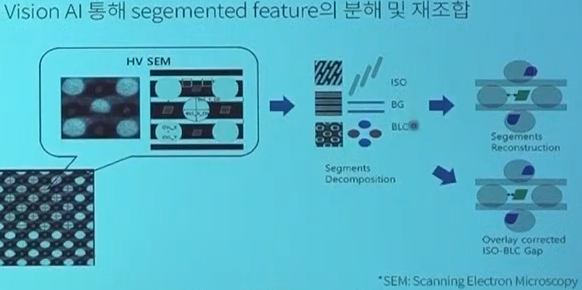 Vision AI 통해 segemented feature의 분해 및 재조합
HV SEM
ISO
BG
BLC
Segments
Decomposition
Segements
Reconstruction
Overlay corrected
ISO-BLC Gap
*SEM: Scanning Electron Microscopy